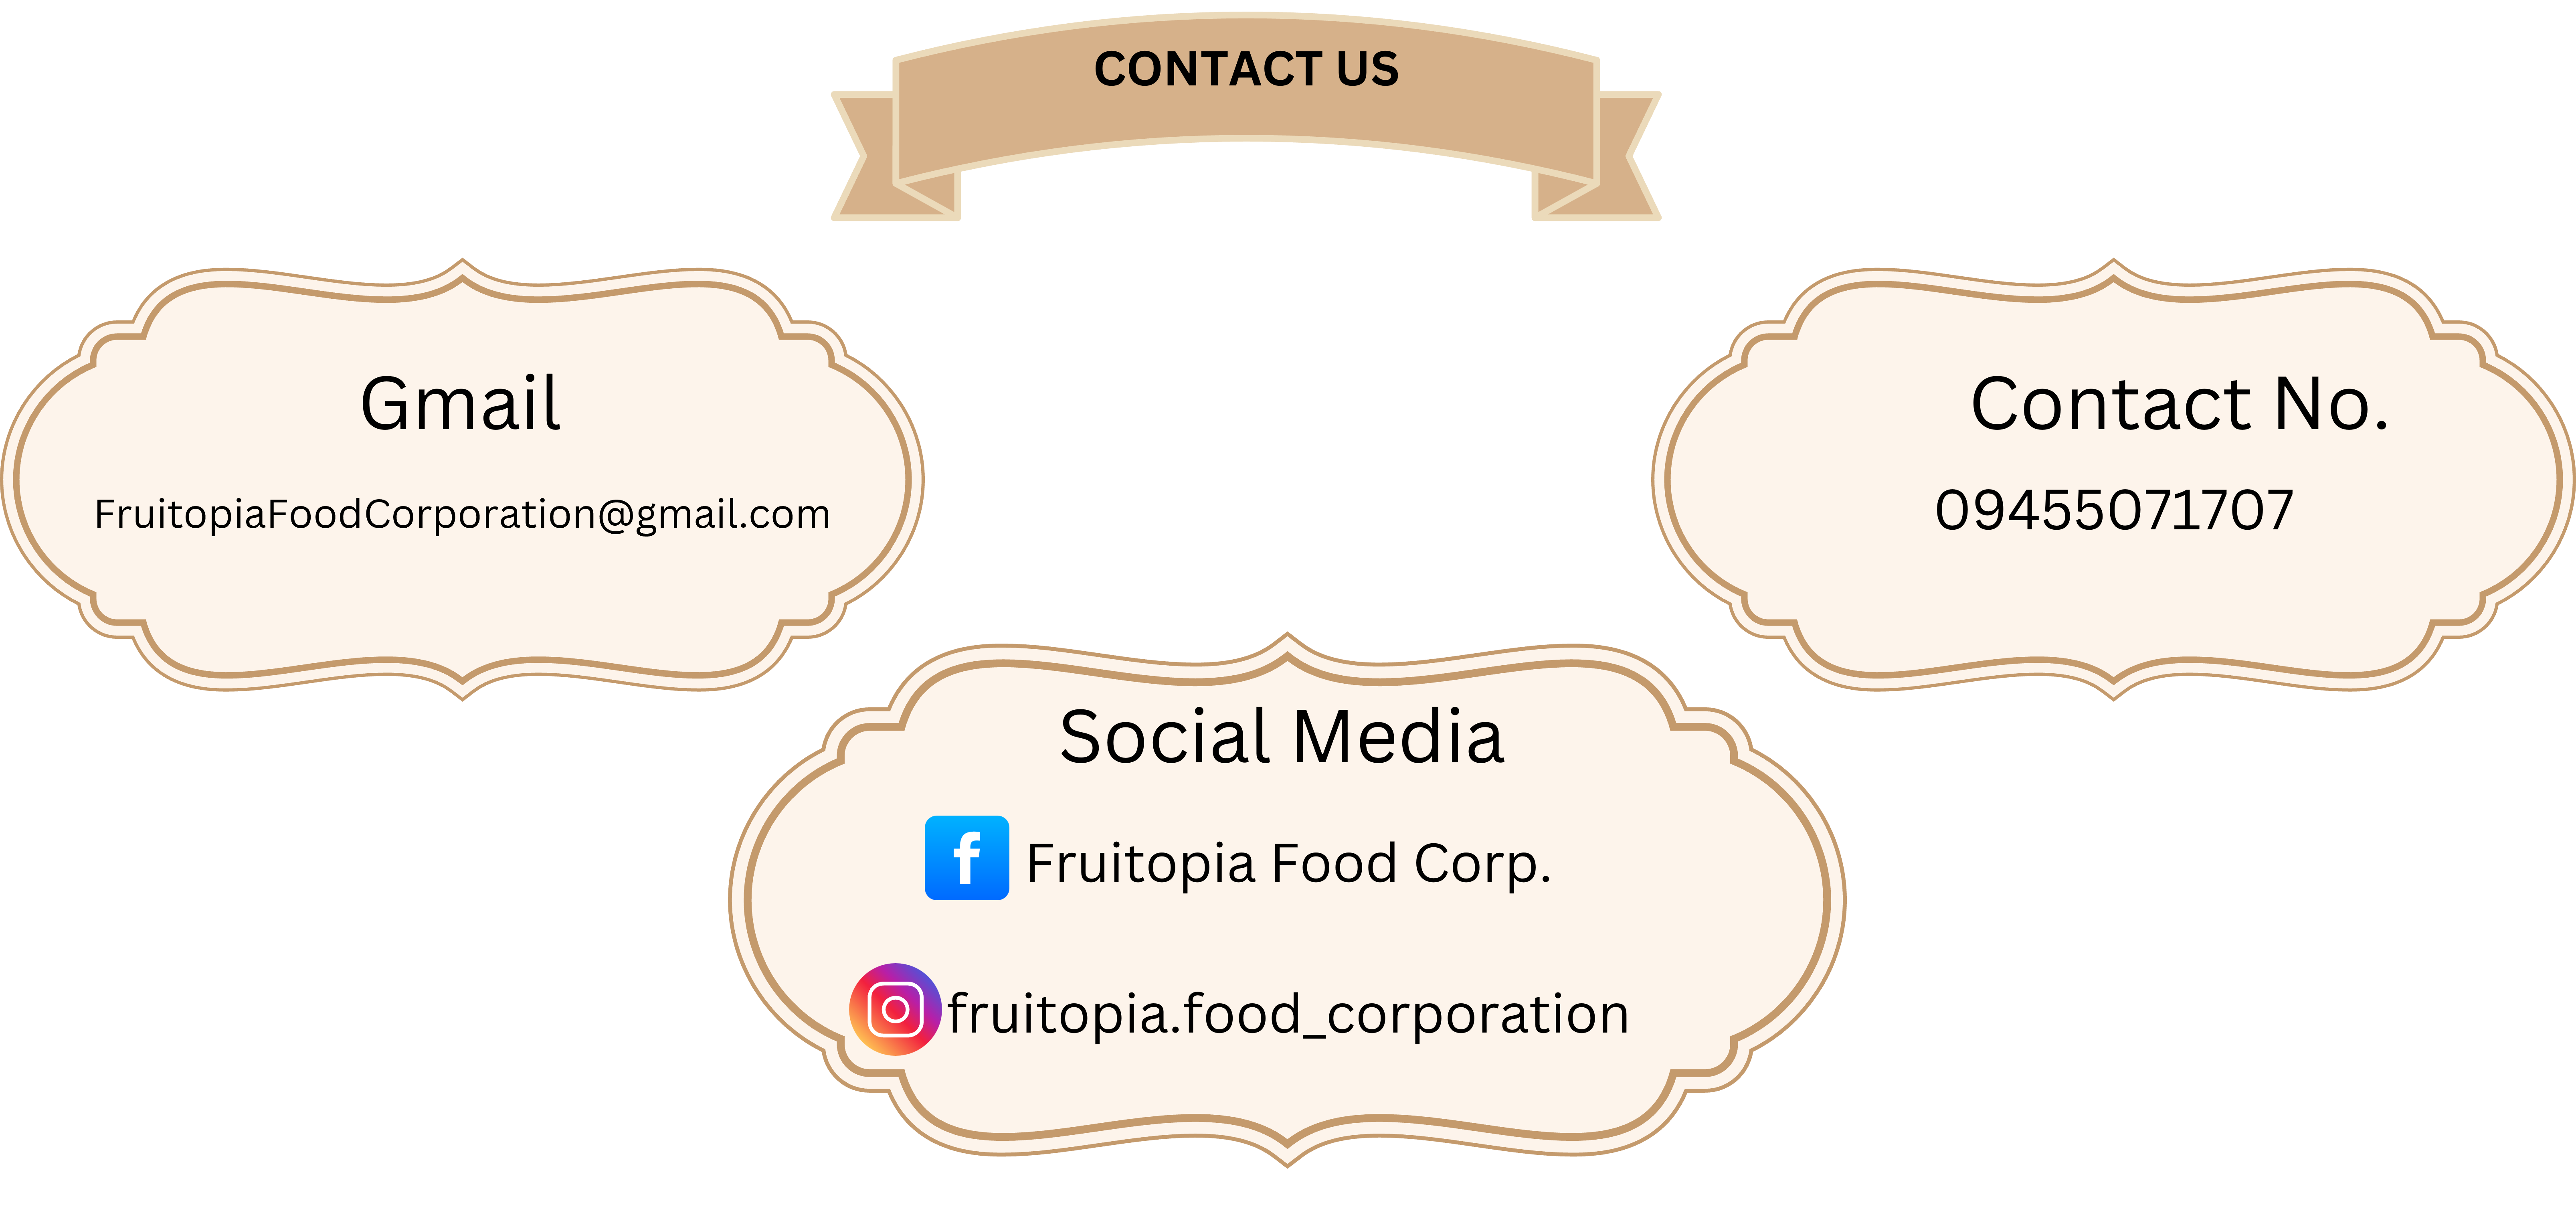 CONTACT US
Gmail
FruitopiaFoodCorporation@gmail.com
Contact No.
09455071707
Social Media
f Fruitopia Food Corp.
fruitopia.food_corporation